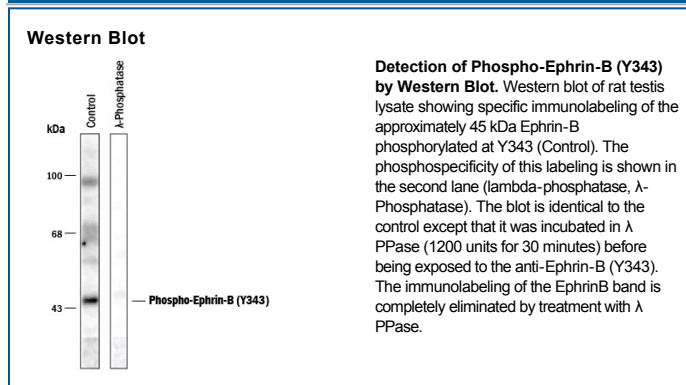 Western Blot
Control
λ-Phosphatase
kDa
100
68
43
Phospho-Ephrin-B (Y343)
Detection of Phospho-Ephrin-B (Y343)
by Western Blot. Western blot of rat testis
lysate showing specific immunolabeling of the
approximately 45 kDa Ephrin-B
phosphorylated at Y343 (Control). The
phosphospecificity of this labeling is shown in
the second lane (lambda-phosphatase, λ-
Phosphatase). The blot is identical to the
control except that it was incubated in λ
PPase (1200 units for 30 minutes) before
being exposed to the anti-Ephrin-B (Y343).
The immunolabeling of the EphrinB band is
completely eliminated by treatment with λ
PPase.